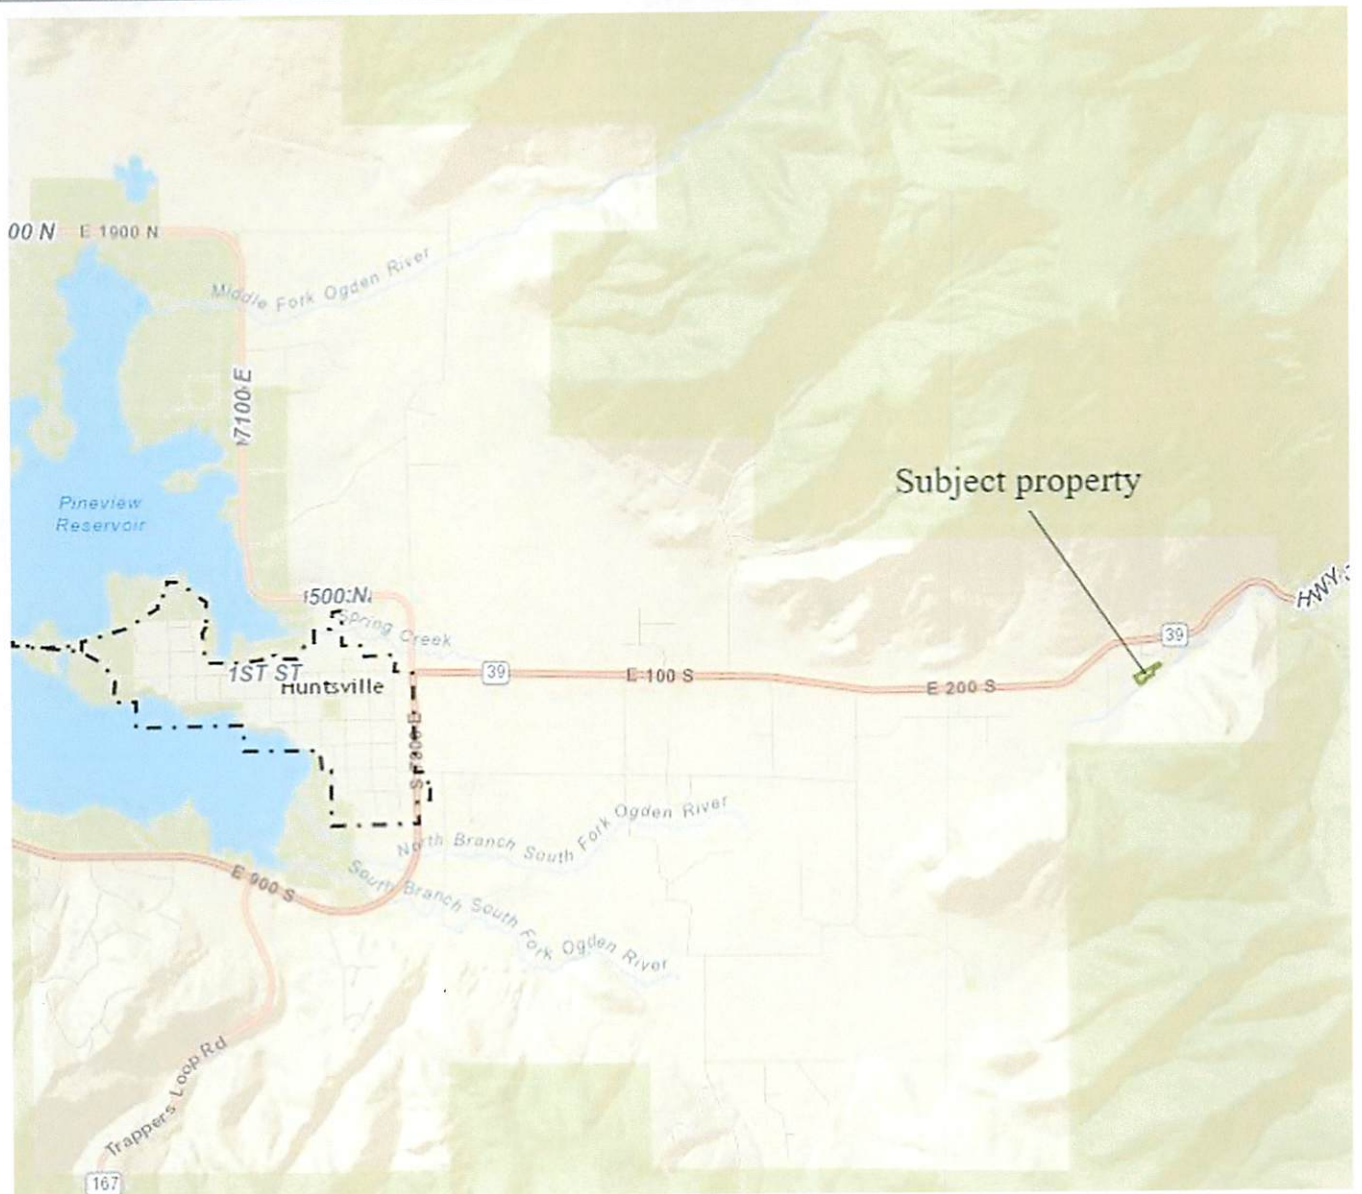 00 N
E 1900 N
Middle Fork Ogden River
7100 E
Subject property
Pineview
Reservoir
HWY
500 N
Spring Creek
39
1ST ST
Huntsville
39
E 100 S
E 200 S
Ogden River
North Branch South Fork
E 900 S
South Branch South Fork Ogden River
Trappers Loop Rd
167